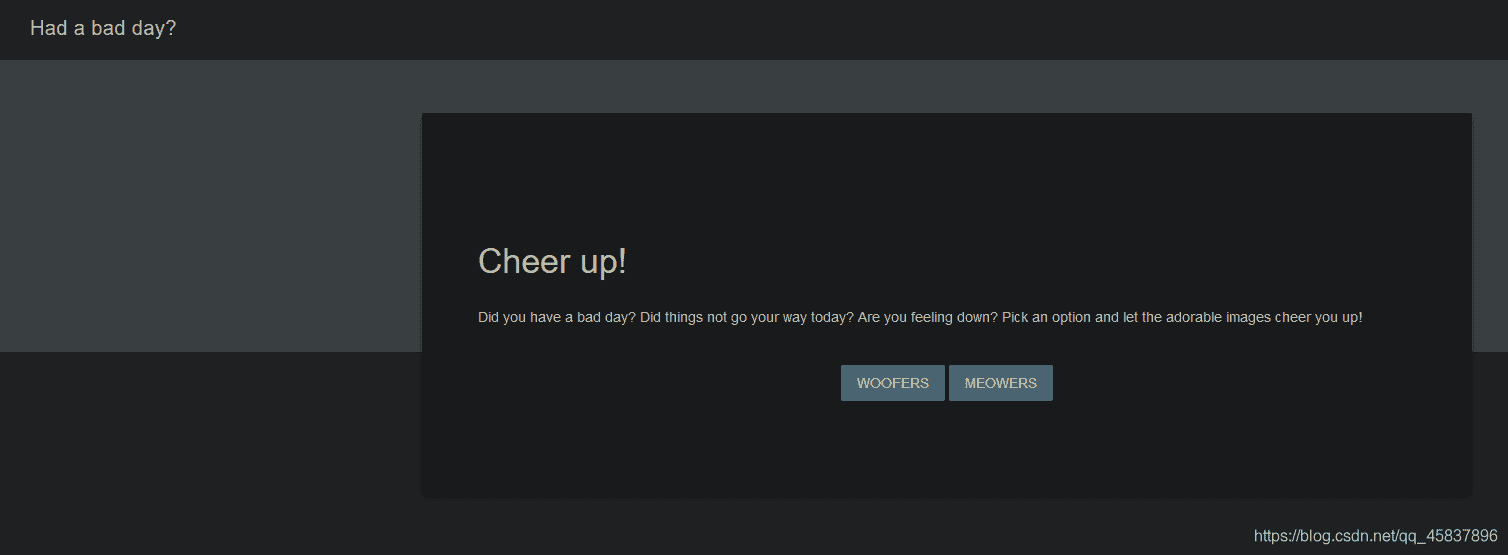 Had a bad day?
Cheer up!
Did you have a bad day? Did things not go your way today? Are you feeling down? Pick an option and let the adorable images cheer you up!
WOOFERS MEOWERS
https://blog.csdn.net/qq_45837896